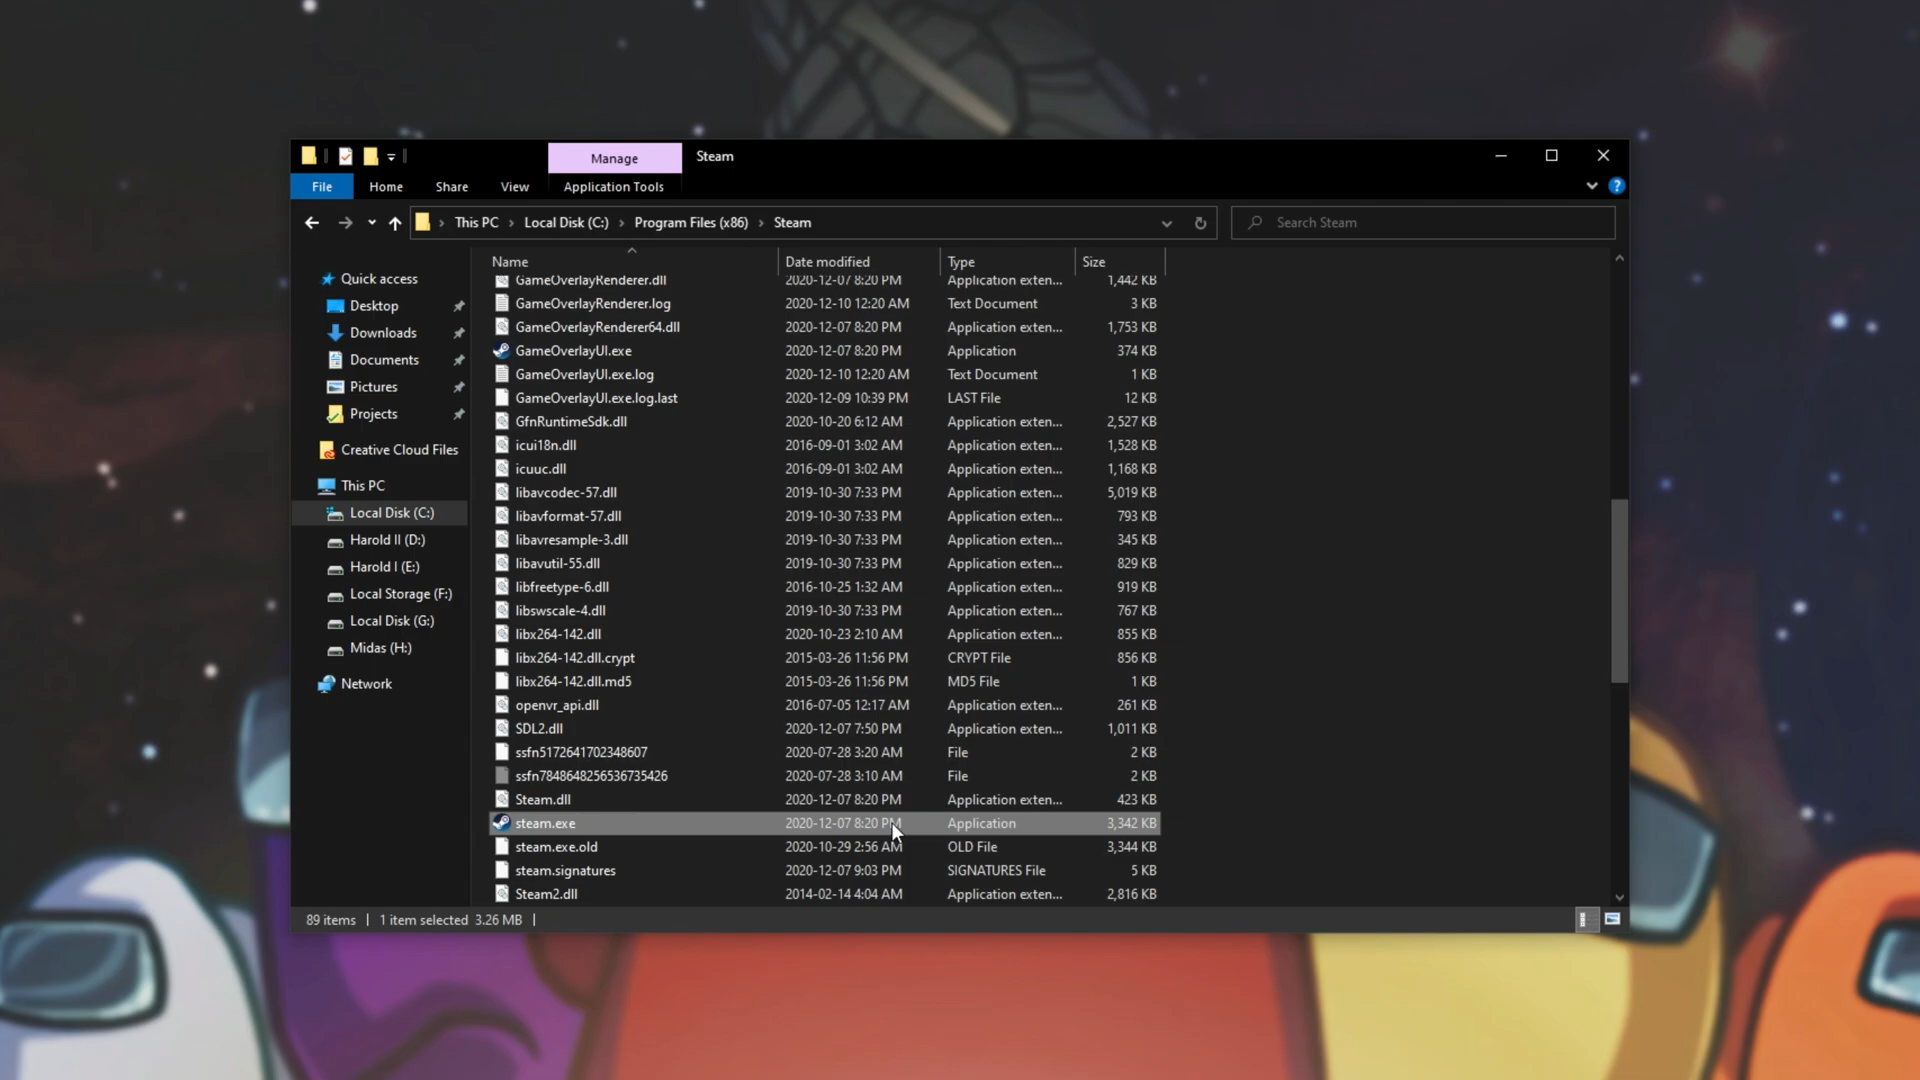 Manage
Steam
File
Home
Share
View
Application Tools
This PC
Local Disk (C:)
Program Files (x86)
Steam
Search Steam
Quick access
Desktop
Downloads
Documents
Pictures
Projects
Creative Cloud Files
This PC
Local Disk (C:)
Harold II (D:)
Harold I (E:)
Local Storage (F:)
Local Disk (G:)
Midas (H:)
Network
Name Date modified Type Size
GameOverlayRenderer.dll 2020-12-07 8:20 PM Application exten... 1,442 KB
GameOverlayRenderer.log 2020-12-10 12:20 AM Text Document 3 KB
GameOverlayRenderer64.dll 2020-12-07 8:20 PM Application exten... 1,753 KB
GameOverlayUI.exe 2020-12-07 8:20 PM Application 374 KB
GameOverlayUI.exe.log 2020-12-10 12:20 AM Text Document 1 KB
GameOverlayUI.exe.log.last 2020-12-09 10:39 PM LAST File 12 KB
GfnRuntimeSdk.dll 2020-10-20 6:12 AM Application exten... 2,527 KB
icui18n.dll 2016-09-01 3:02 AM Application exten... 1,528 KB
icuuc.dll 2016-09-01 3:02 AM Application exten... 1,168 KB
libavcodec-57.dll 2019-10-30 7:33 PM Application exten... 5,019 KB
libavformat-57.dll 2019-10-30 7:33 PM Application exten... 793 KB
libavresample-3.dll 2019-10-30 7:33 PM Application exten... 345 KB
libavutil-55.dll 2019-10-30 7:33 PM Application exten... 829 KB
libfreetype-6.dll 2016-10-25 1:32 AM Application exten... 919 KB
libswscale-4.dll 2019-10-30 7:33 PM Application exten... 767 KB
libx264-142.dll 2020-10-23 2:10 AM Application exten... 855 KB
libx264-142.dll.crypt 2015-03-26 11:56 PM CRYPT File 856 KB
libx264-142.dll.md5 2015-03-26 11:56 PM MD5 File 1 KB
openvr_api.dll 2016-07-05 12:17 AM Application exten... 261 KB
SDL2.dll 2020-12-07 7:50 PM Application exten... 1,011 KB
ssfn5172641702348607 2020-07-28 3:20 AM File 2 KB
ssfn7848648256536735426 2020-07-28 3:10 AM File 2 KB
Steam.dll 2020-12-07 8:20 PM Application exten... 423 KB
steam.exe 2020-12-07 8:20 PM Application 3,342 KB
steam.exe.old 2020-10-29 2:56 AM OLD File 3,344 KB
steam.signatures 2020-12-07 9:03 PM SIGNATURES File 5 KB
Steam2.dll 2014-02-14 4:04 AM Application exten... 2,816 KB
89 items 1 item selected 3.26 MB